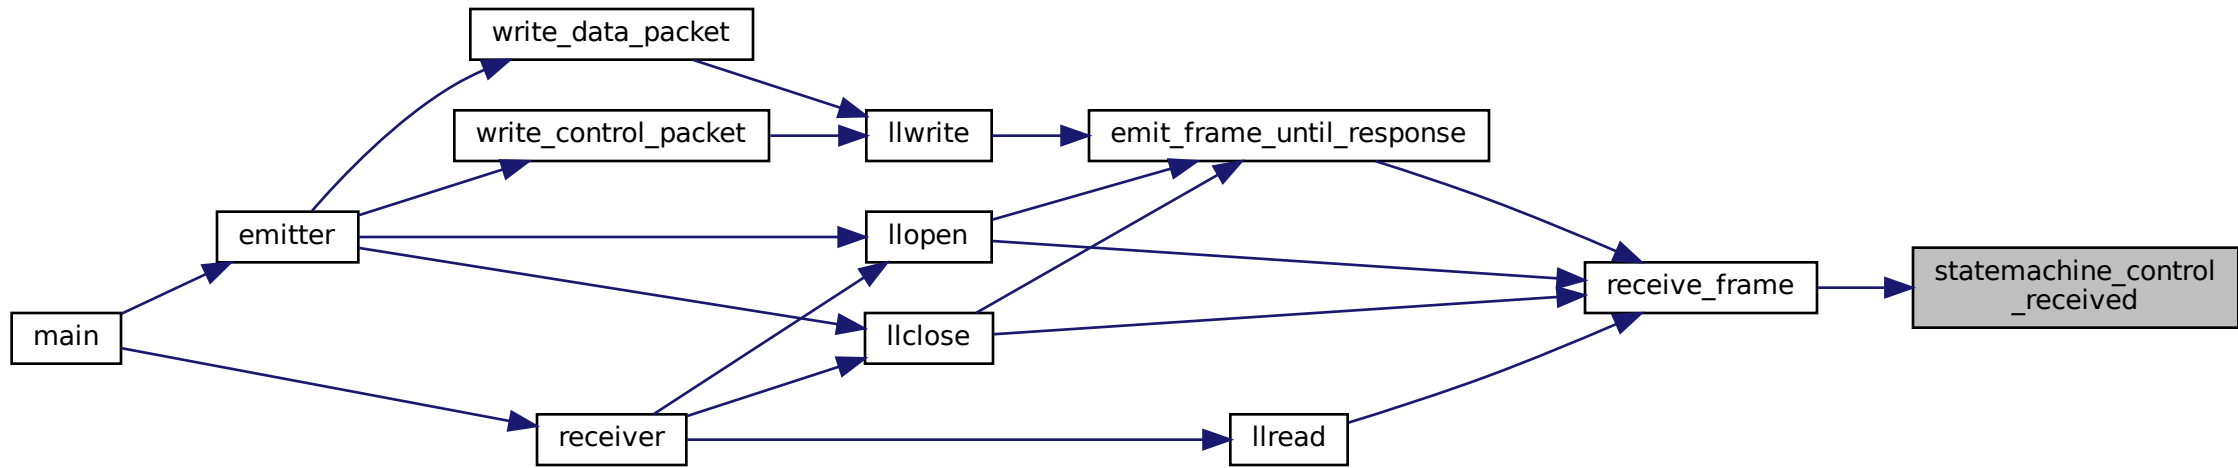 write_data_packet
write_control_packet
llwrite
emit_frame_until_response
emitter
llopen
statemachine_control
_received
receive_frame
main
llclose
receiver
llread